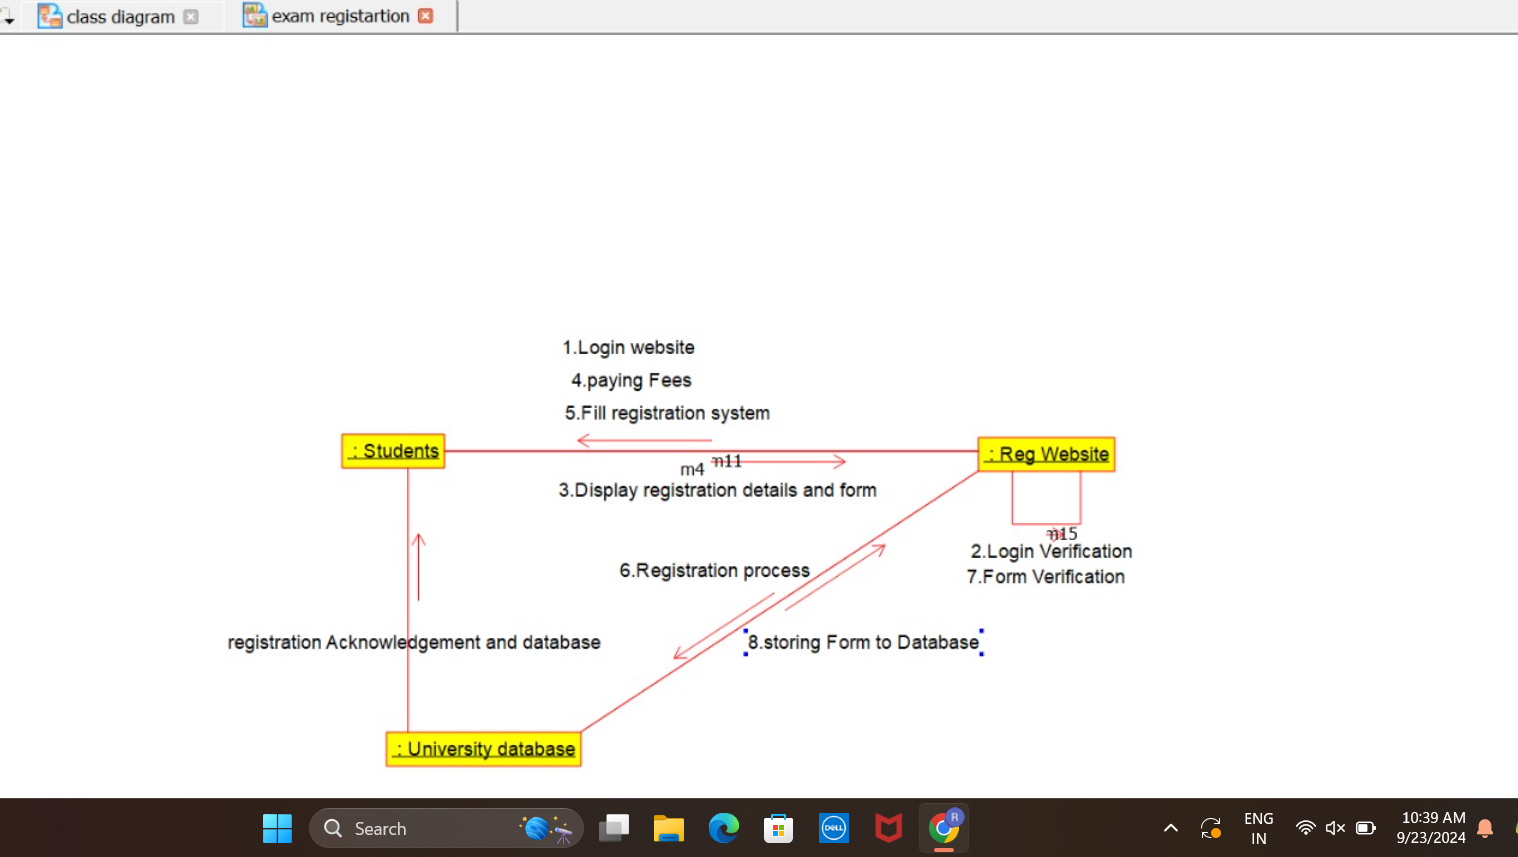 class diagram
exam registartion
1.Login website
4.paying Fees
5.Fill registration system
: Students
: Reg Website
m11
m4
3.Display registration details and form
m15
2.Login Verification
6.Registration process
7.Form Verification
registration Acknowledgement and database
8.storing Form to Database
: University database
Search
DELL
R
ENG
IN
10:39 AM
9/23/2024